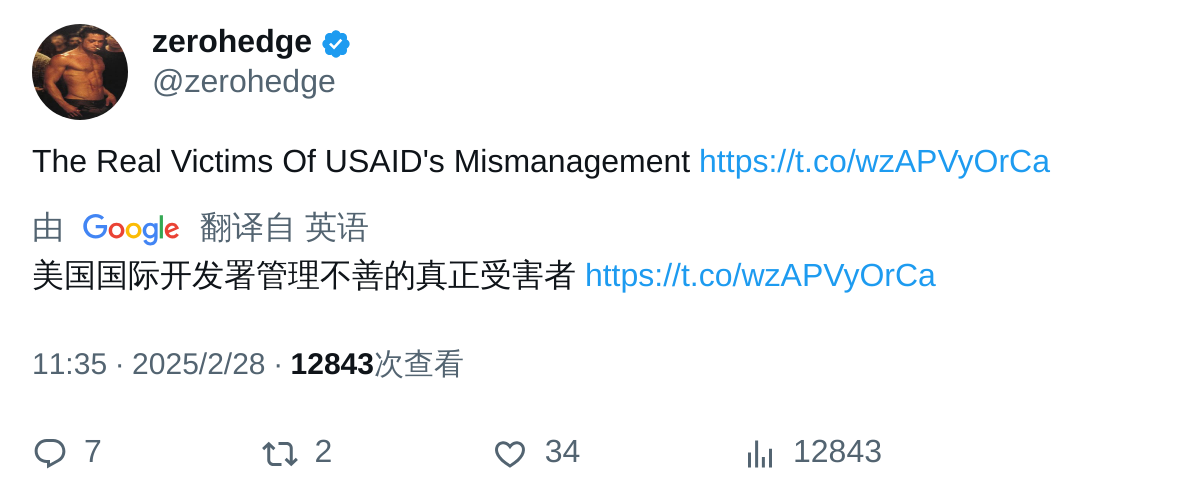 zerohedge
@zerohedge
The Real Victims Of USAID's Mismanagement https://t.co/wzAPVyOrCa
由 Google 翻译自 英语
美国国际开发署管理不善的真正受害者 https://t.co/wzAPVyOrCa
11:35 · 2025/2/28 · 12843次查看
7 2 34 12843